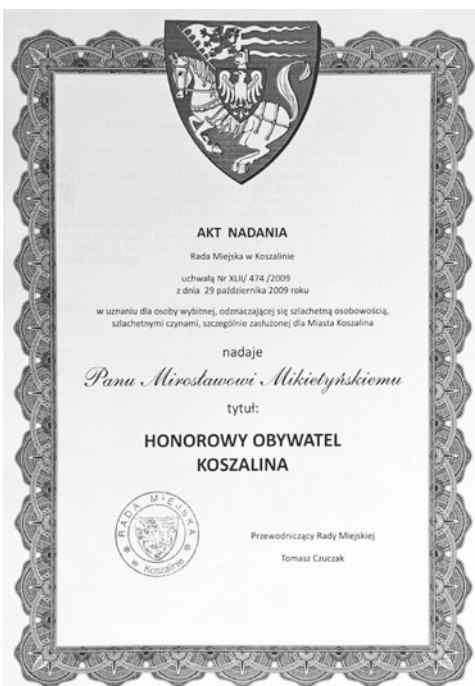 AKT NADANIA
Rada Miejska w Koszalinie
uchwałą Nr XLII/ 474 /2009
z dnia 29 października 2009 roku
w uznaniu dla osoby wybitnej, odznaczającej się szlachetną osobowością,
szlachetnymi czynami, szczególnie zasłużonej dla Miasta Koszalina
nadaje
Panu Mirosławowi Mikietyńskiemu
tytuł:
HONOROWY OBYWATEL
KOSZALINA
RADA MIEJSKA
w Koszalinie
Przewodniczący Rady Miejskiej
Tomasz Czuczak